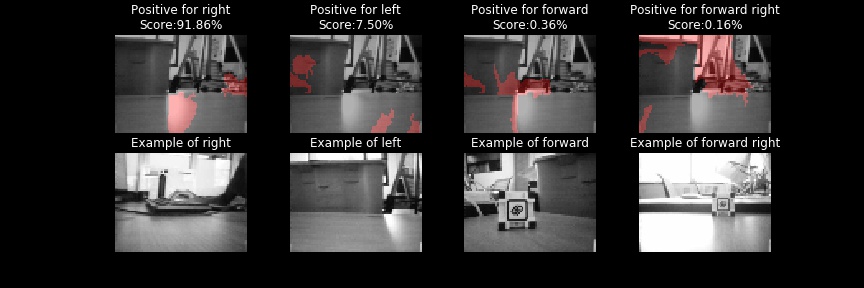 Positive for right
Score:91.86%
Positive for left
Score:7.50%
Positive for forward
Score:0.36%
Positive for forward right
Score:0.16%
Example of right
Example of left
Example of forward
Example of forward right